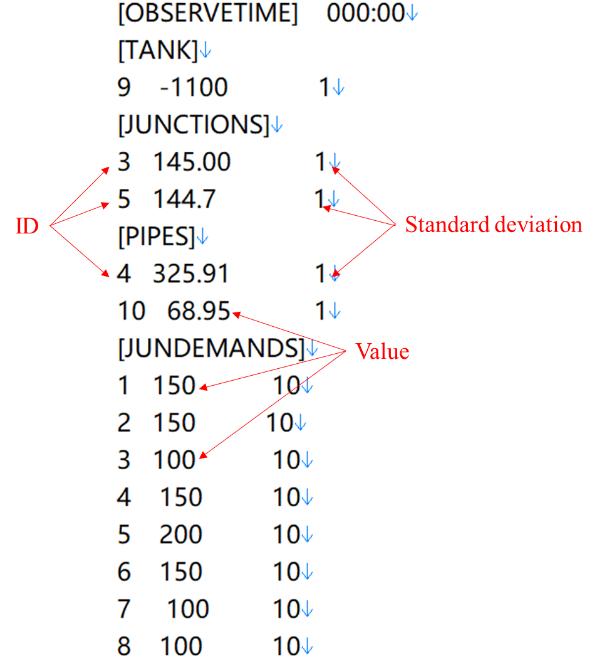 [OBSERVETIME] 000:00↓
[TANK]↓
9 -1100 1↓
[JUNCTIONS]↓
3 145.00 1↓
5 144.7 1↓
ID
Standard deviation
[PIPES]↓
4 325.91 1↓
10 68.95 1↓
[JUNDEMANDS]↓
Value
1 150 10↓
2 150 10↓
3 100 10↓
4 150 10↓
5 200 10↓
6 150 10↓
7 100 10↓
8 100 10↓